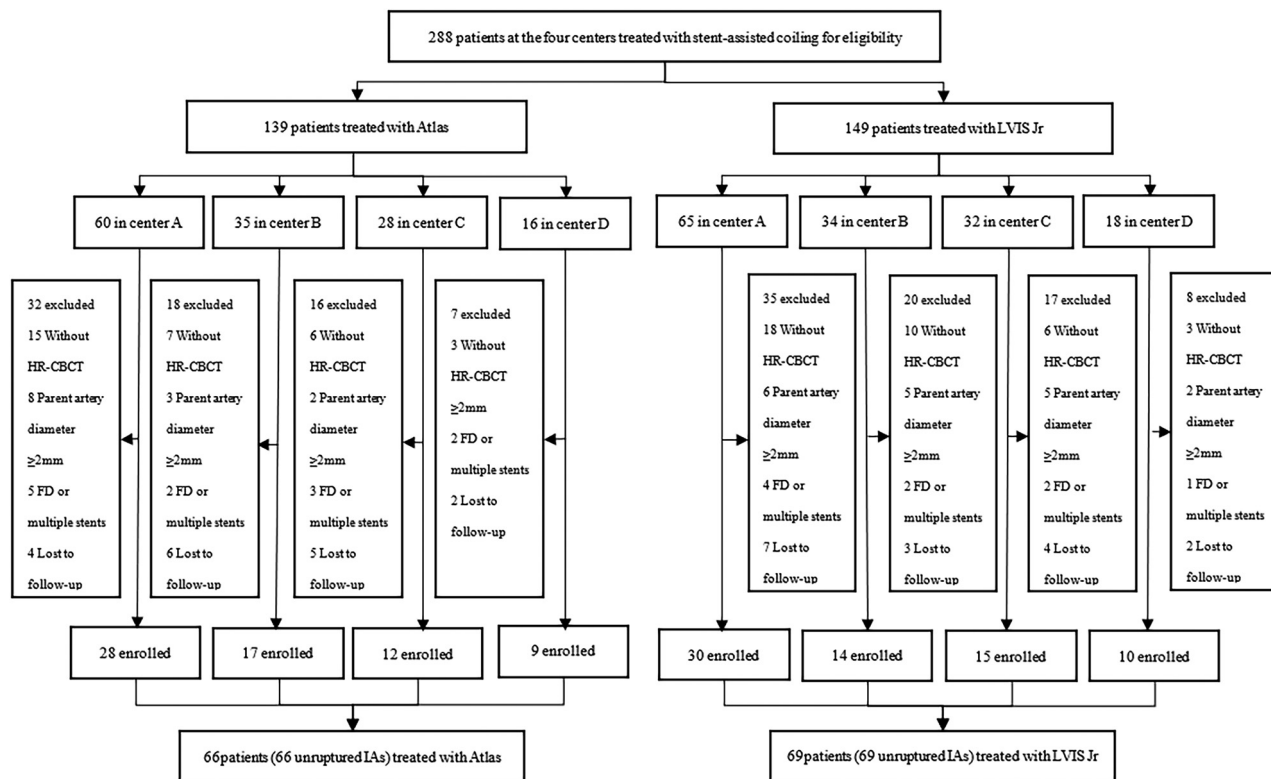 288 patients at the four centers treated with stent-assisted coiling for eligibility
139 patients treated with Atlas
149 patients treated with LVIS Jr
60 in center A
35 in center B
28 in center C
16 in center D
65 in center A
34 in center B
32 in center C
18 in center D
32 excluded
15 Without
HR-CBCT
8 Parent artery
diameter
≥2mm
5 FD or
multiple stents
4 Lost to
follow-up
18 excluded
7 Without
HR-CBCT
3 Parent artery
diameter
≥2mm
2 FD or
multiple stents
6 Lost to
follow-up
16 excluded
6 Without
HR-CBCT
2 Parent artery
diameter
≥2mm
3 FD or
multiple stents
5 Lost to
follow-up
7 excluded
3 Without
HR-CBCT
≥2mm
2 FD or
multiple stents
2 Lost to
follow-up
35 excluded
18 Without
HR-CBCT
6 Parent artery
diameter
≥2mm
4 FD or
multiple stents
7 Lost to
follow-up
20 excluded
10 Without
HR-CBCT
5 Parent artery
diameter
≥2mm
2 FD or
multiple stents
3 Lost to
follow-up
17 excluded
6 Without
HR-CBCT
5 Parent artery
diameter
≥2mm
2 FD or
multiple stents
4 Lost to
follow-up
8 excluded
3 Without
HR-CBCT
2 Parent artery
diameter
≥2mm
1 FD or
multiple stents
2 Lost to
follow-up
28 enrolled
17 enrolled
12 enrolled
9 enrolled
30 enrolled
14 enrolled
15 enrolled
10 enrolled
66patients (66 unruptured IAs) treated with Atlas
69patients (69 unruptured IAs) treated with LVIS Jr